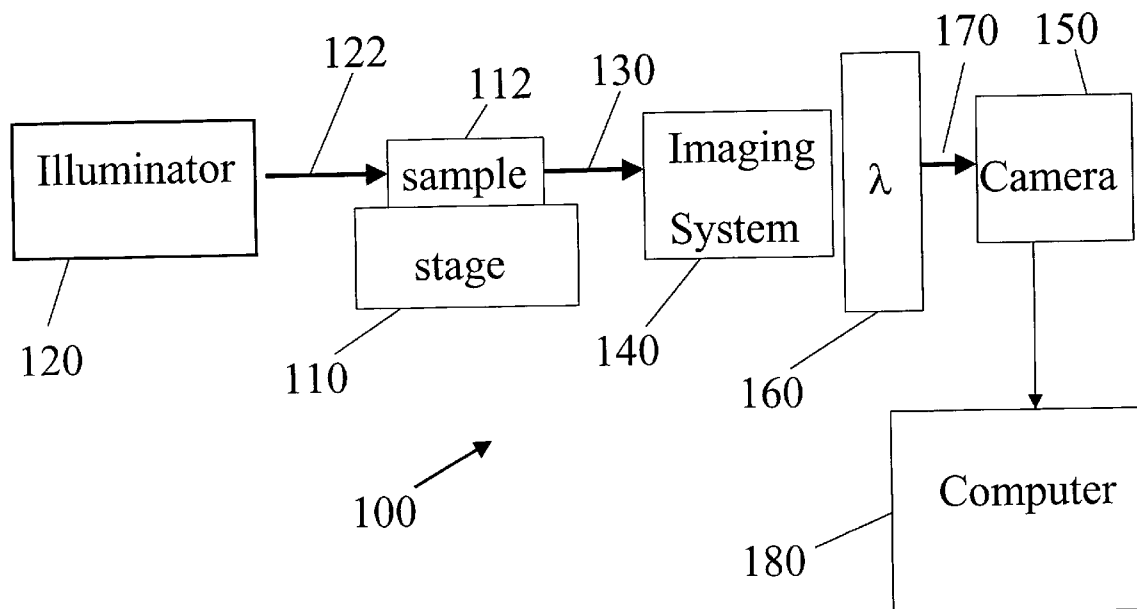 170
150
122
112
130
Illuminator
sample
Imaging
System
λ
Camera
stage
120
110
140
160
100
Computer
180